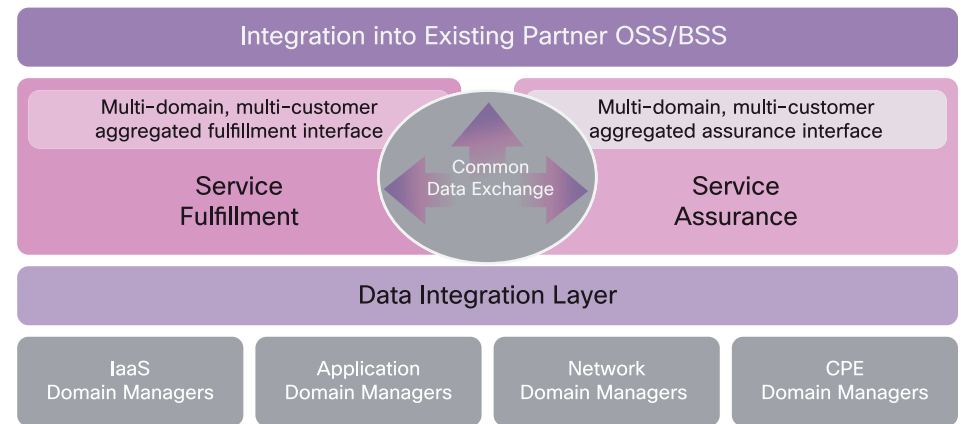 Integration into Existing Partner OSS/BSS
Multi-domain, multi-customer
aggregated fulfillment interface
Service
Fulfillment
Common
Data Exchange
Multi-domain, multi-customer
aggregated assurance interface
Service
Assurance
Data Integration Layer
IaaS
Domain Managers
Application
Domain Managers
Network
Domain Managers
CPE
Domain Managers